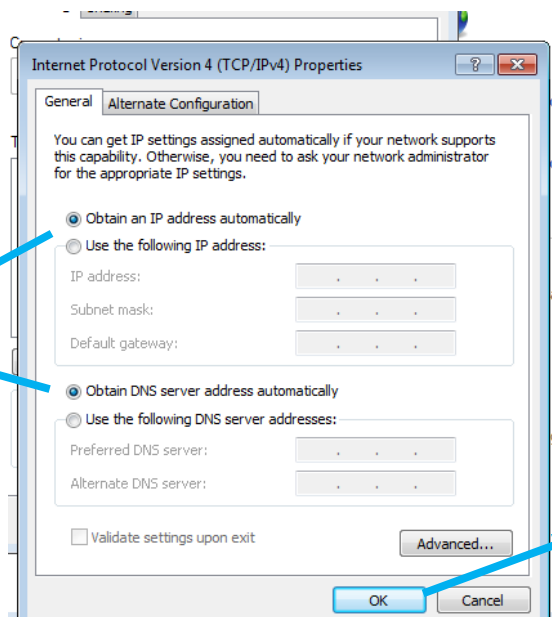 Sharing
Internet Protocol Version 4 (TCP/IPv4) Properties
General
Alternate Configuration
You can get IP settings assigned automatically if your network supports
this capability. Otherwise, you need to ask your network administrator
for the appropriate IP settings.
Obtain an IP address automatically
Use the following IP address:
IP address:
Subnet mask:
Default gateway:
Obtain DNS server address automatically
Use the following DNS server addresses:
Preferred DNS server:
Alternate DNS server:
Validate settings upon exit
Advanced...
OK
Cancel